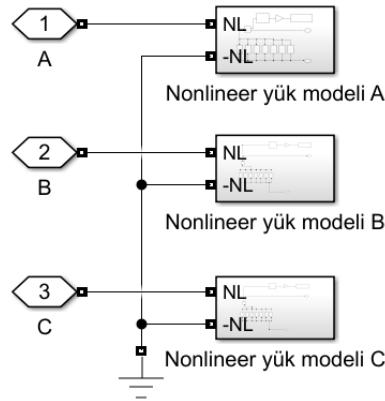 1
NL
-NL
A
Nonlineer yük modeli A
2
NL
-NL
B
Nonlineer yük modeli B
3
NL
-NL
C
Nonlineer yük modeli C